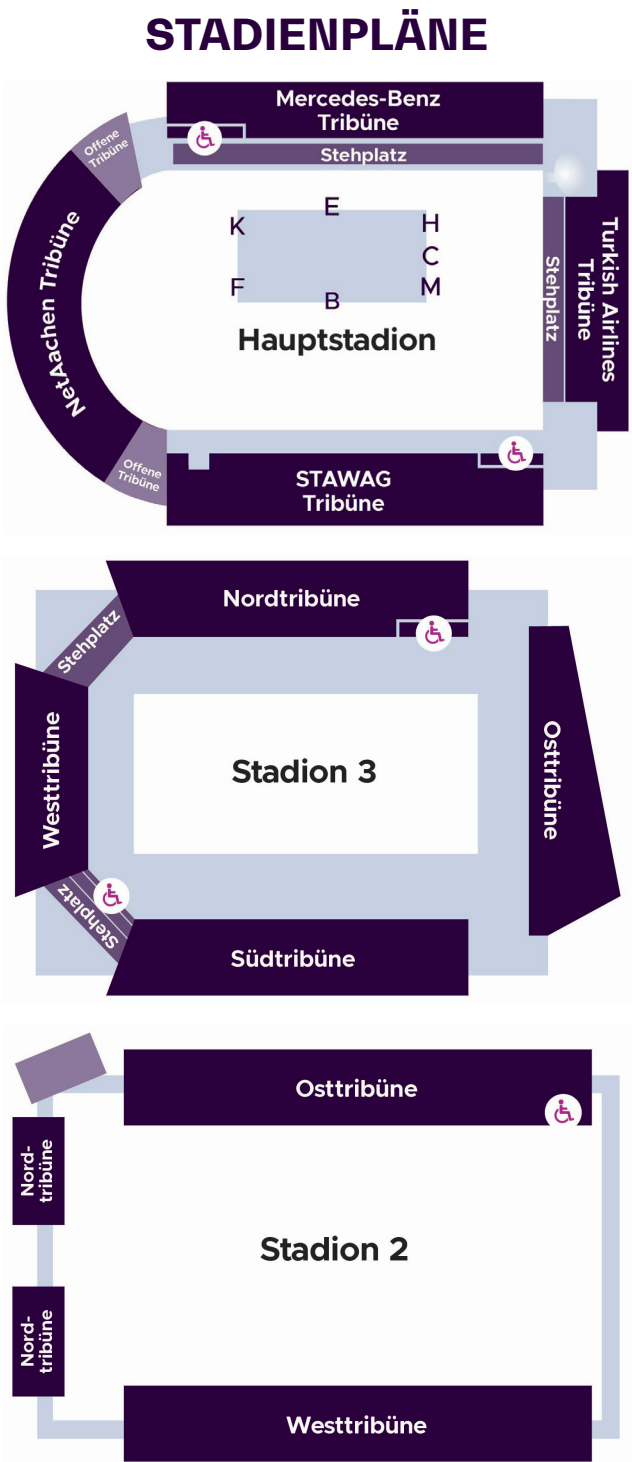 STADIENPLÄNE
Mercedes-Benz
Tribüne
Stehplatz
Offene
Tribüne
NetAachen Tribüne
Offene
Tribüne
E
K
H
C
F
M
B
Hauptstadion
Stehplatz
Turkish Airlines
Tribüne
STAWAG
Tribüne
Nordtribüne
Stehplatz
Westtribüne
Stadion 3
Osttribüne
Stehplatz
Südtribüne
Osttribüne
Nord-
tribüne
Stadion 2
Nord-
tribüne
Westtribüne